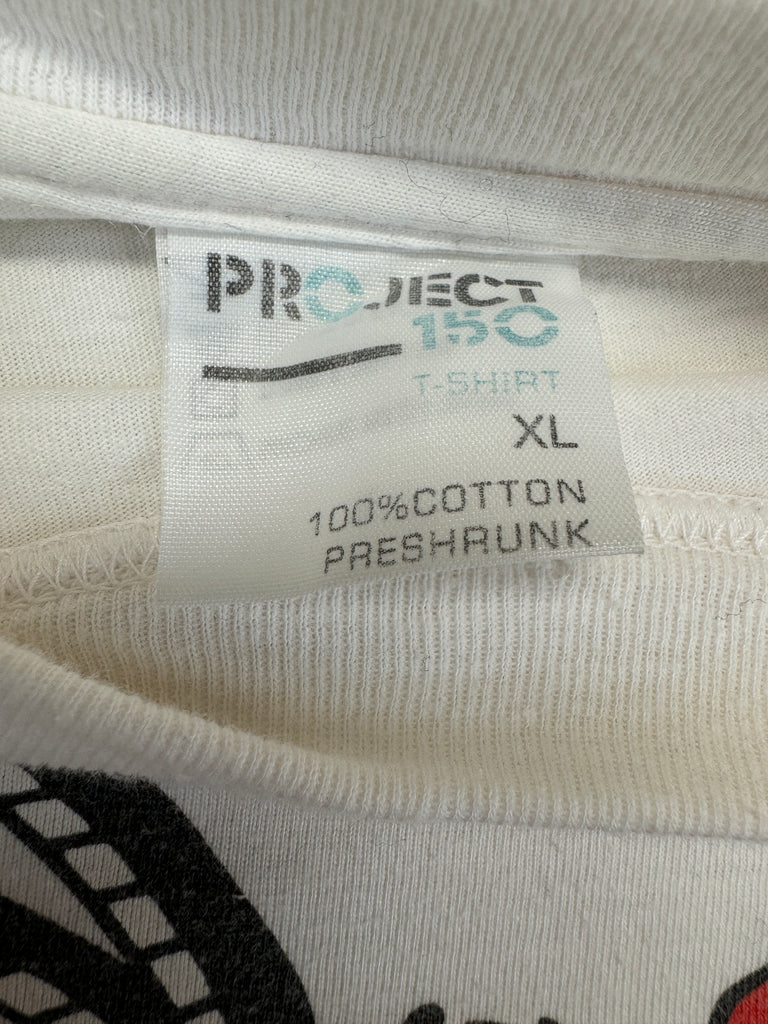 PROJECT
150
T-SHIRT
XL
100%COTTON
PRESHRUNK